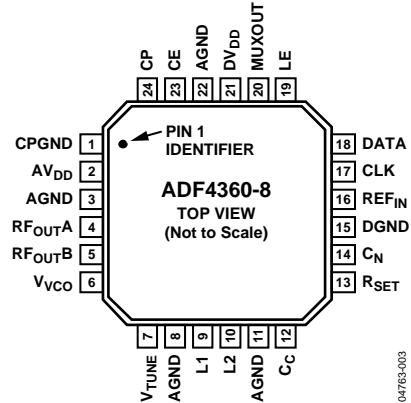 CP
CE
AGND
DVDD
MUXOUT
LE
24
23
22
21
20
19
CPGND 1
AVDD 2
AGND 3
RFOUTA 4
RFOUTB 5
VVCO 6
PIN 1
IDENTIFIER
ADF4360-8
TOP VIEW
(Not to Scale)
18 DATA
17 CLK
16 REFIN
15 DGND
14 CN
13 RSET
7
8
9
10
11
12
VTUNE
AGND
L1
L2
AGND
CC
04763-003